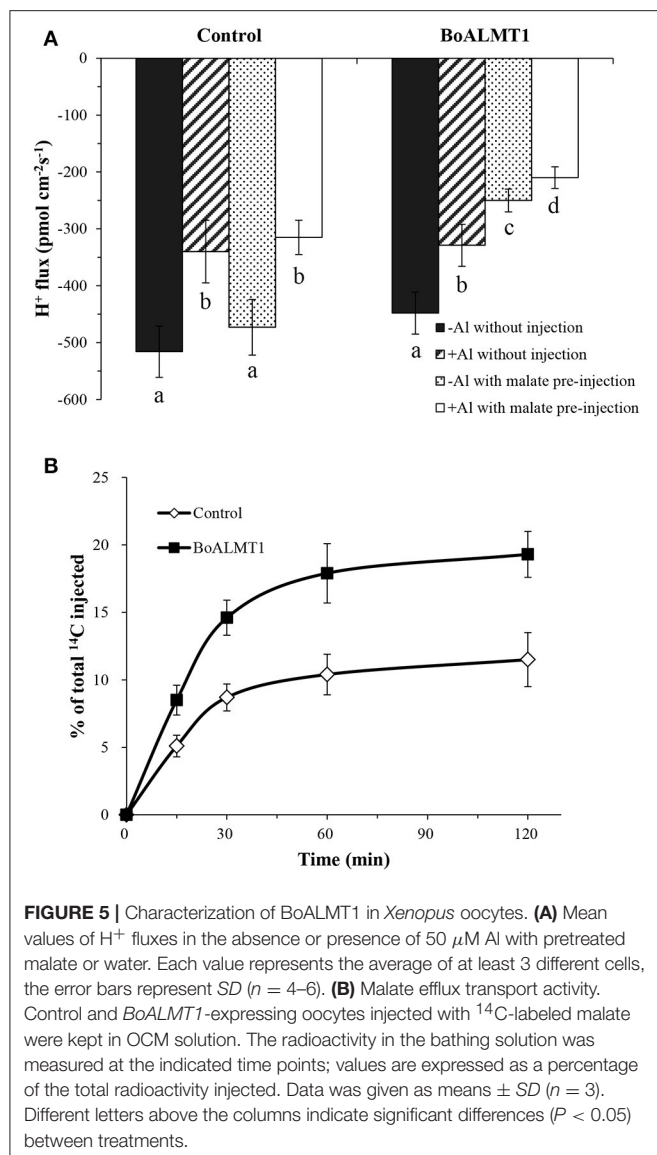 A
Control
BoALMT1
0
-100
-200
-300
-400
-500
-600
H⁺ flux (pmol cm⁻²s⁻¹)
a
b
a
b
a
b
c
d
-Al without injection
+Al without injection
-Al with malate pre-injection
+Al with malate pre-injection
B
25
20
15
10
5
0
% of total ¹⁴C injected
Control
BoALMT1
0
30
60
90
120
Time (min)
FIGURE 5 | Characterization of BoALMT1 in Xenopus oocytes. (A) Mean
values of H⁺ fluxes in the absence or presence of 50 μM Al with pretreated
malate or water. Each value represents the average of at least 3 different cells,
the error bars represent SD (n = 4–6). (B) Malate efflux transport activity.
Control and BoALMT1-expressing oocytes injected with ¹⁴C-labeled malate
were kept in OCM solution. The radioactivity in the bathing solution was
measured at the indicated time points; values are expressed as a percentage
of the total radioactivity injected. Data was given as means ± SD (n = 3).
Different letters above the columns indicate significant differences (P < 0.05)
between treatments.